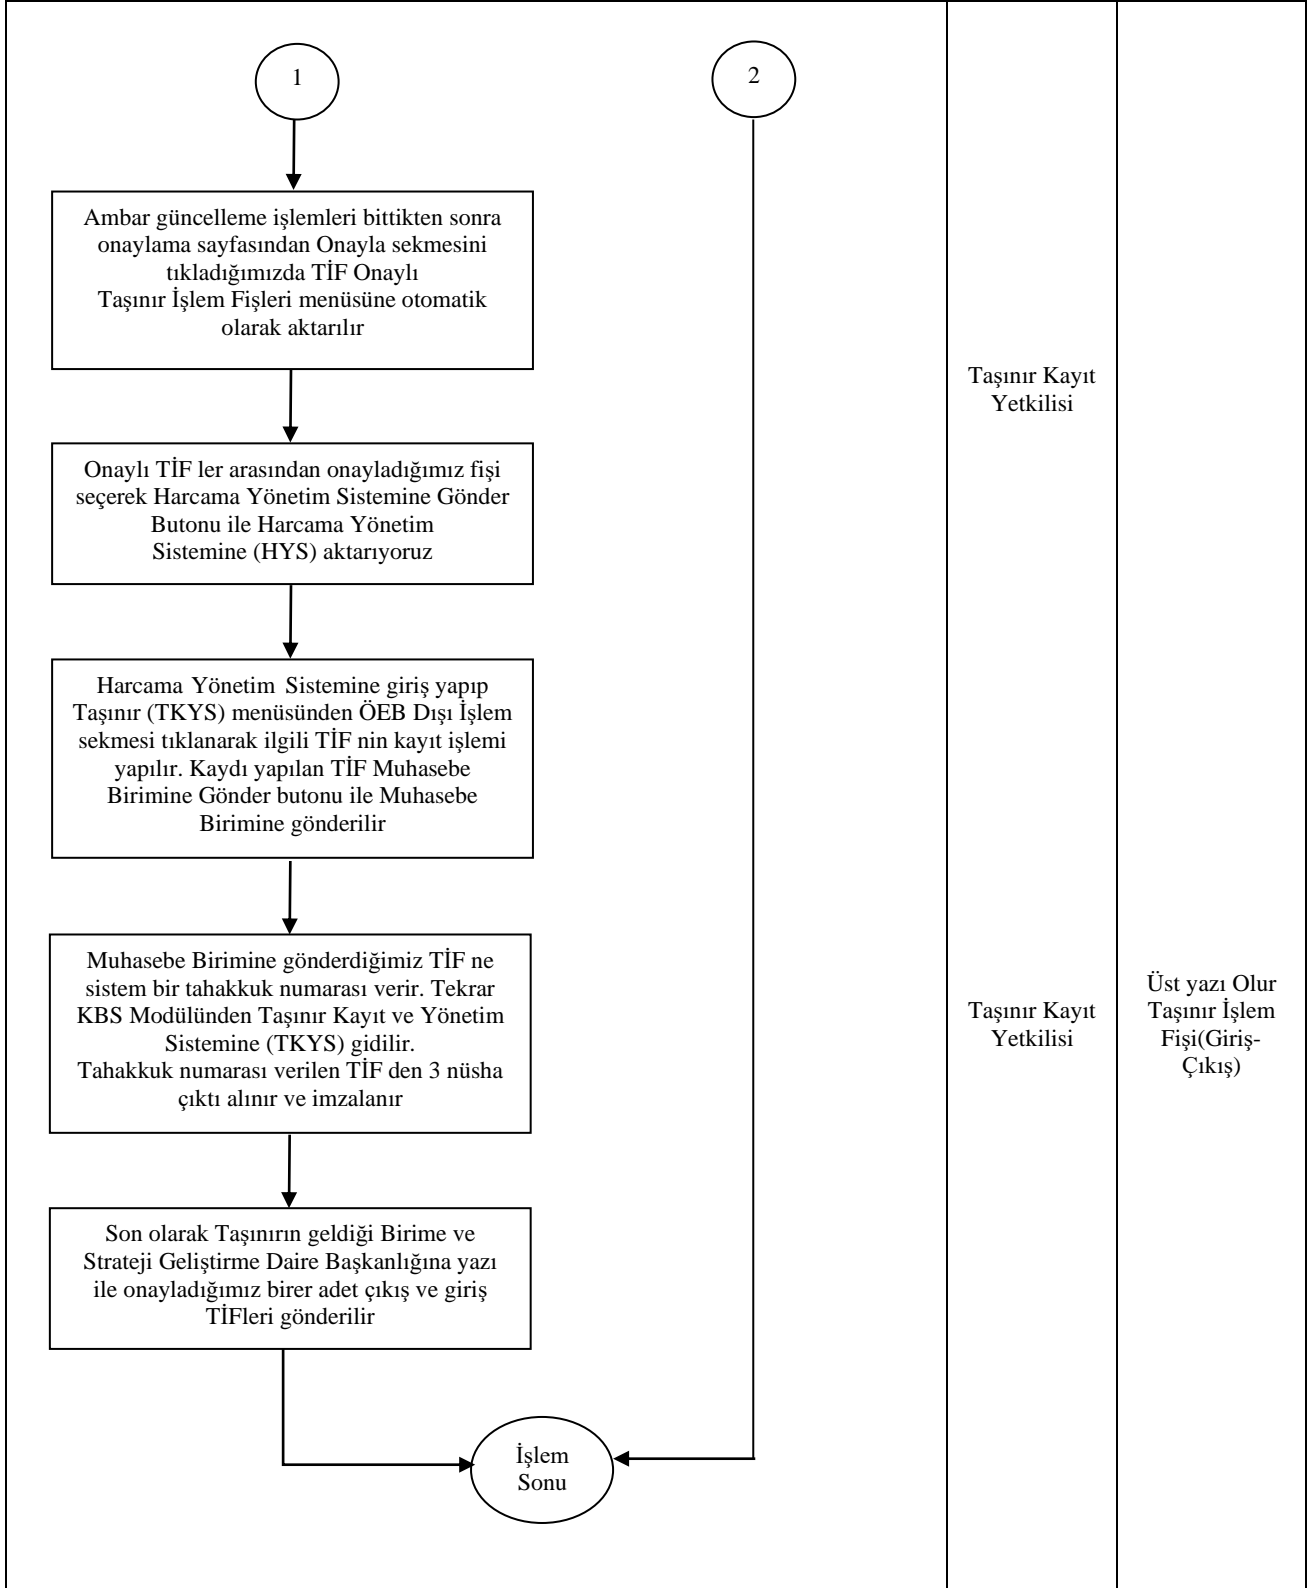 1
2
Ambar güncelleme işlemleri bittikten sonra
onaylama sayfasından Onayla sekmesini
tıkladığımızda TİF Onaylı
Taşınır İşlem Fişleri menüsüne otomatik
olarak aktarılır
Taşınır Kayıt
Yetkilisi
Onaylı TİF ler arasından onayladığımız fişi
seçerek Harcama Yönetim Sistemine Gönder
Butonu ile Harcama Yönetim
Sistemine (HYS) aktarıyoruz
Harcama Yönetim Sistemine giriş yapıp
Taşınır (TKYS) menüsünden ÖEB Dışı İşlem
sekmesi tıklanarak ilgili TİF nin kayıt işlemi
yapılır. Kaydı yapılan TİF Muhasebe
Birimine Gönder butonu ile Muhasebe
Birimine gönderilir
Muhasebe Birimine gönderdiğimiz TİF ne
sistem bir tahakkuk numarası verir. Tekrar
KBS Modülünden Taşınır Kayıt ve Yönetim
Sistemine (TKYS) gidilir.
Tahakkuk numarası verilen TİF den 3 nüsha
çıktı alınır ve imzalanır
Taşınır Kayıt
Yetkilisi
Üst yazı Olur
Taşınır İşlem
Fişi(Giriş-
Çıkış)
Son olarak Taşınırın geldiği Birime ve
Strateji Geliştirme Daire Başkanlığına yazı
ile onayladığımız birer adet çıkış ve giriş
TİFleri gönderilir
İşlem
Sonu